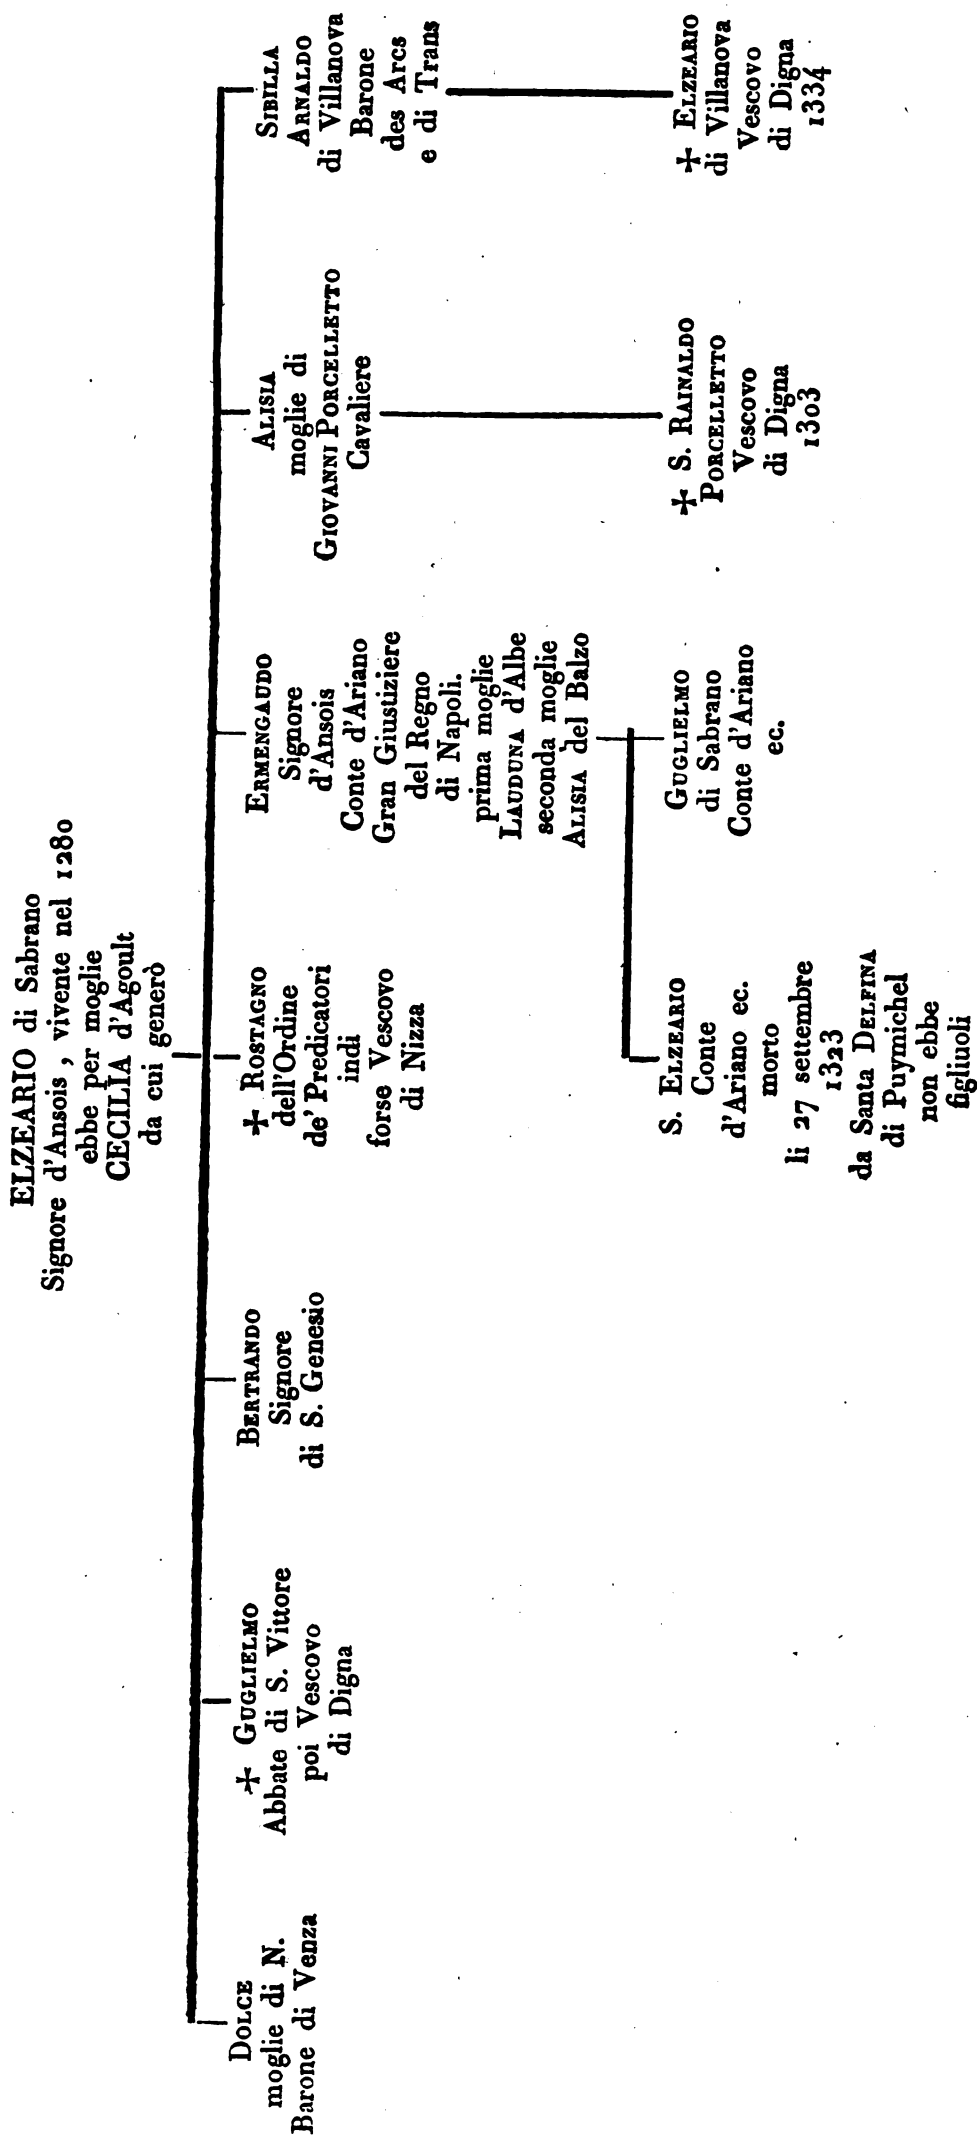 ELZEARIO di Sabrano
Signore d'Ansois , vivente nel 1280
ebbe per moglie
CECILIA d'Agoult
da cui generò
DOLCE
moglie di N.
Barone di Venza
✢ GUGLIELMO
Abbate di S. Vittore
poi Vescovo
di Digna
BERTRANDO
Signore
di S. Genesio
✢ ROSTAGNO
dell'Ordine
de' Predicatori
indi
forse Vescovo
di Nizza
ERMENGAUDO
Signore
d'Ansois
Conte d'Ariano
Gran Giustiziere
del Regno
di Napoli.
prima moglie
LAUDUNA d'Albe
seconda moglie
ALISIA del Balzo
ALISIA
moglie di
GIOVANNI PORCELLETTO
Cavaliere
SIBILLA
ARNALDO
di Villanova
Barone
des Arcs
e di Trans
S. ELZEARIO
Conte
d'Ariano ec.
morto
li 27 settembre
1323
da Santa DELFINA
di Puymichel
non ebbe
figliuoli
GUGLIELMO
di Sabrano
Conte d'Ariano
ec.
✢ S. RAINALDO
PORCELLETTO
Vescovo
di Digna
1303
✢ ELZEARIO
di Villanova
Vescovo
di Digna
1334